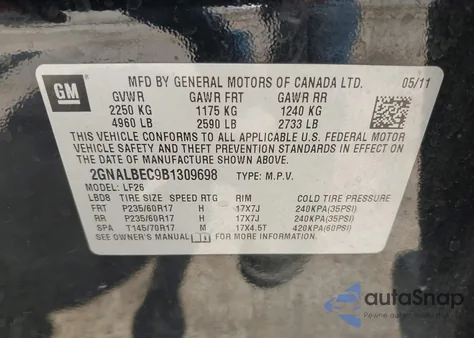 GM
MFD BY GENERAL MOTORS OF CANADA LTD. 05/11
GVWR GAWR FRT GAWR RR
2250 KG 1175 KG 1240 KG
4960 LB 2590 LB 2733 LB
THIS VEHICLE CONFORMS TO ALL APPLICABLE U.S. FEDERAL MOTOR
VEHICLE SAFETY AND THEFT PREVENTION STANDARDS IN EFFECT ON
THE DATE OF MANUFACTURE SHOWN ABOVE.
2GNALBEC9B1309698 TYPE: M.P.V.
MODEL: LF26
LBD8 TIRE SIZE SPEED RTG RIM COLD TIRE PRESSURE
FRT P235/60R17 H 17X7J 240KPA(35PSI)
RR P235/60R17 H 17X7J 240KPA(35PSI)
SPA T145/70R17 M 17X4.5T 420KPA(60PSI)
SEE OWNER'S MANUAL FOR MORE INFORMATION.
autoSnap